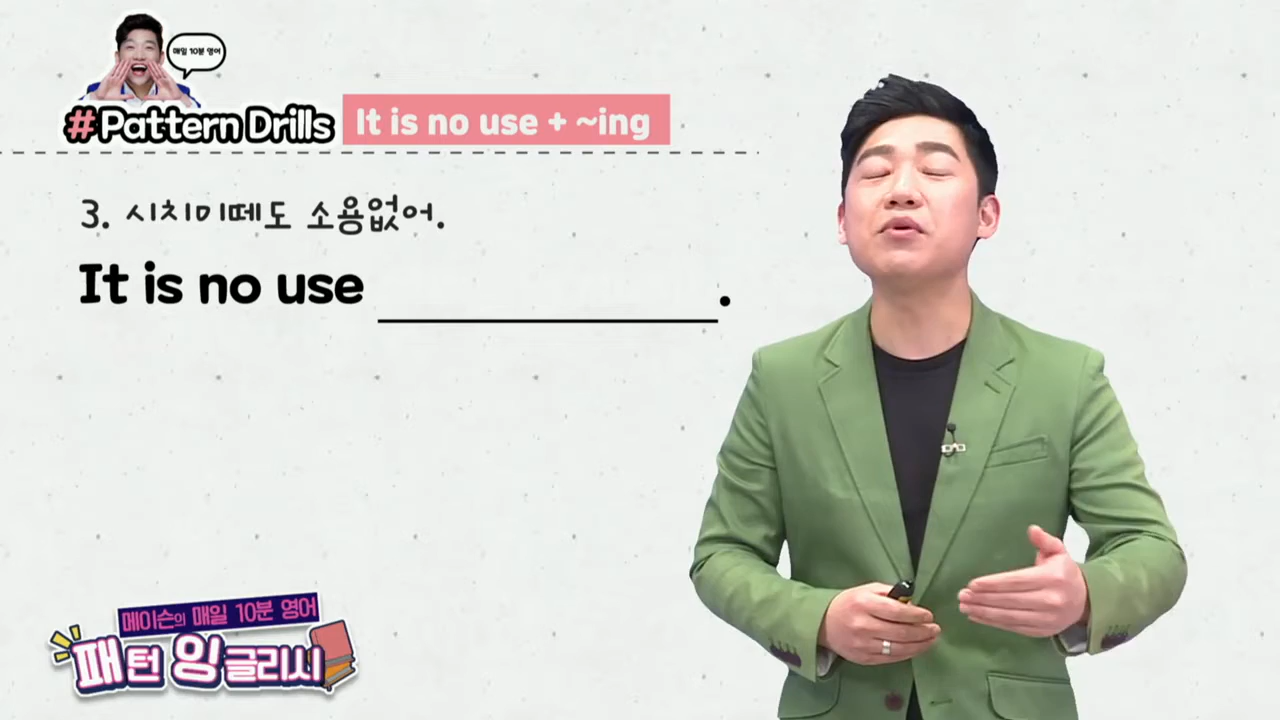 매일 10분 영어
#Pattern Drills
It is no use + ~ing
3. 시치미떼도 소용없어.
It is no use ____________.
메이슨의 매일 10분 영어
패턴 잉글리시